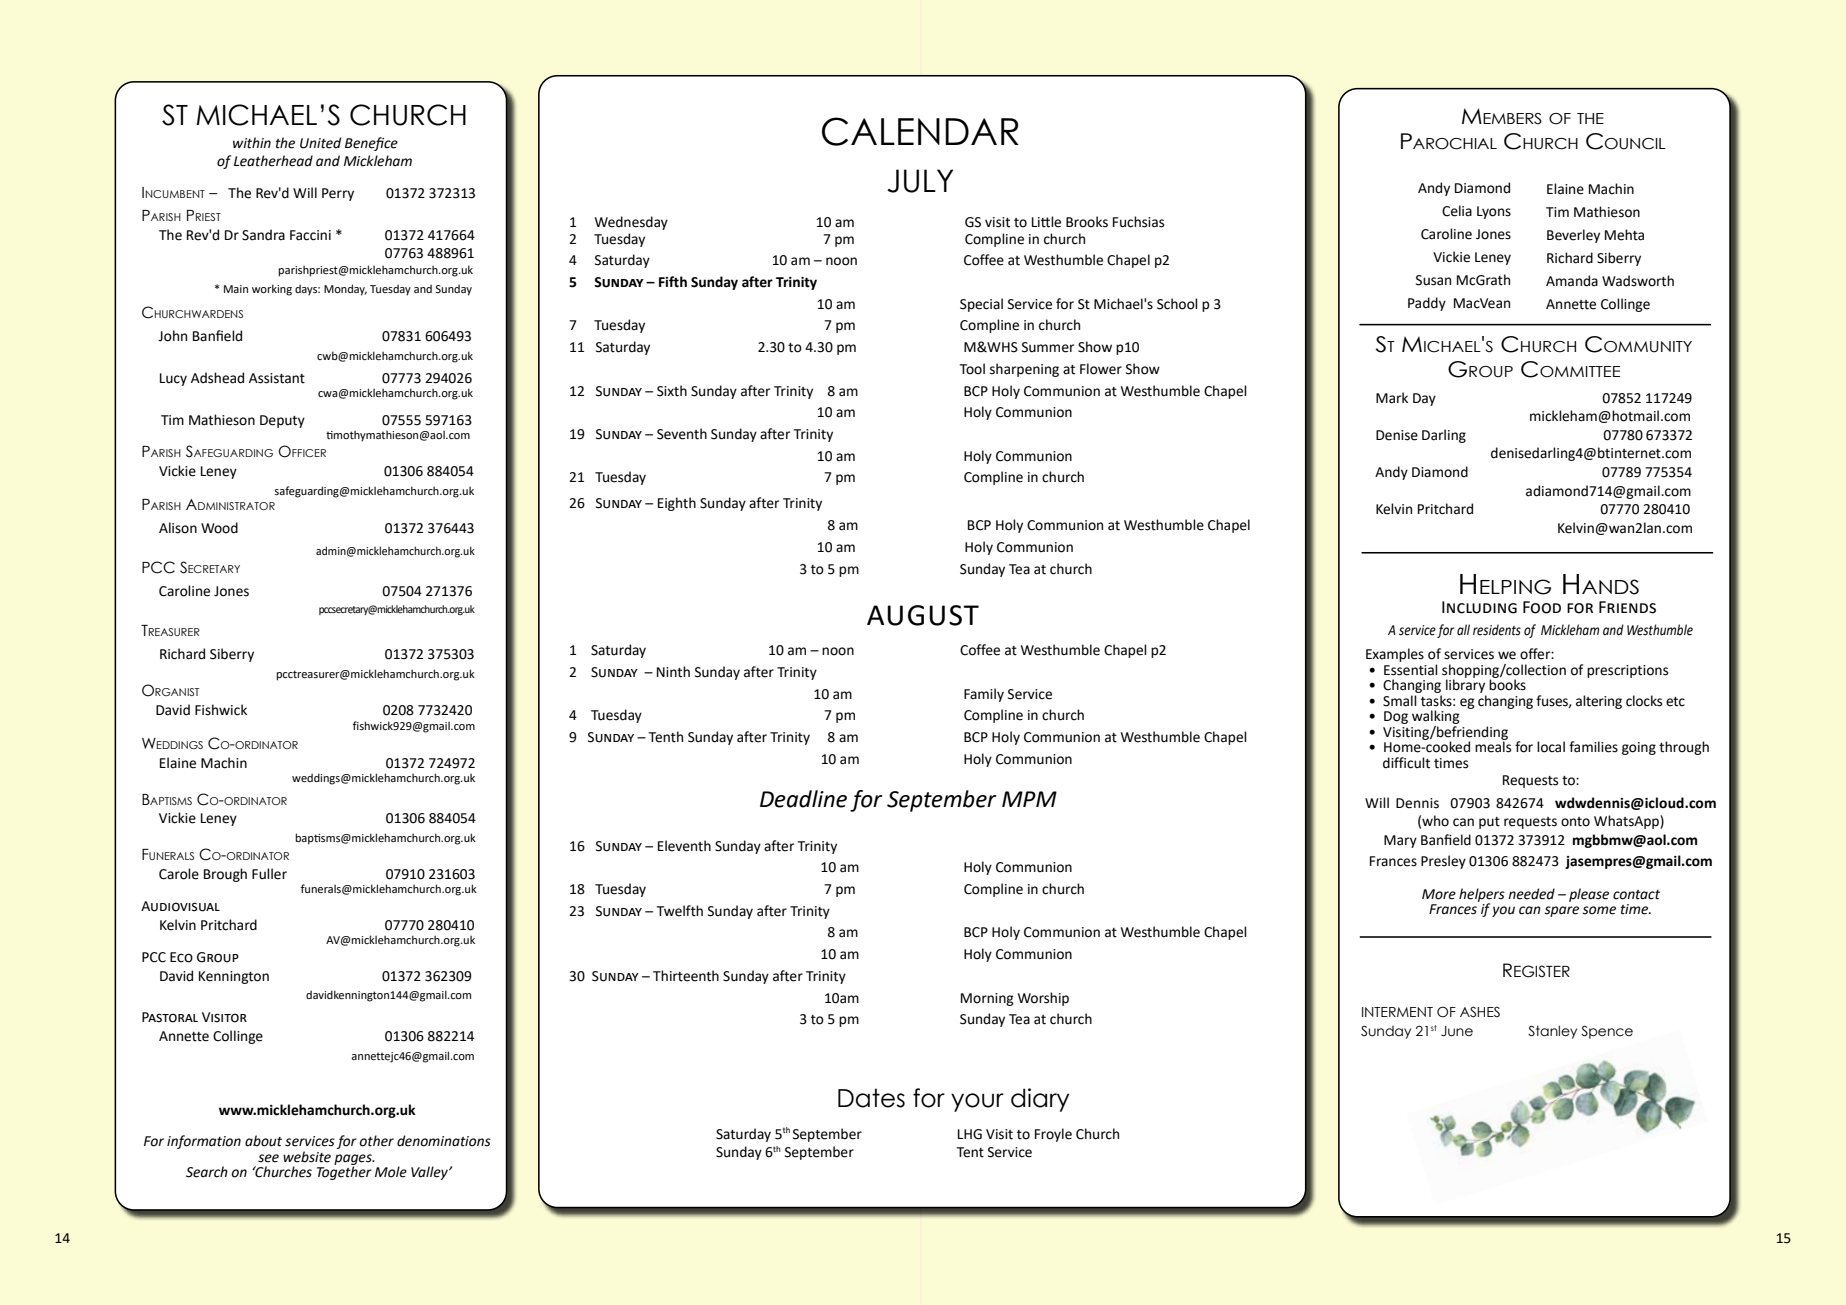 ST MICHAEL'S CHURCH
within the United Benefice
of Leatherhead and Mickleham
INCUMBENT – The Rev'd Will Perry 01372 372313
PARISH PRIEST
The Rev'd Dr Sandra Faccini * 01372 417664
07763 488961
parishpriest@micklehamchurch.org.uk
* Main working days: Monday, Tuesday and Sunday
CHURCHWARDENS
John Banfield 07831 606493
cwb@micklehamchurch.org.uk
Lucy Adshead Assistant 07773 294026
cwa@micklehamchurch.org.uk
Tim Mathieson Deputy 07555 597163
timothymathieson@aol.com
PARISH SAFEGUARDING OFFICER
Vickie Leney 01306 884054
safeguarding@micklehamchurch.org.uk
PARISH ADMINISTRATOR
Alison Wood 01372 376443
admin@micklehamchurch.org.uk
PCC SECRETARY
Caroline Jones 07504 271376
pccsecretary@micklehamchurch.org.uk
TREASURER
Richard Siberry 01372 375303
pcctreasurer@micklehamchurch.org.uk
ORGANIST
David Fishwick 0208 7732420
fishwick929@gmail.com
WEDDINGS CO-ORDINATOR
Elaine Machin 01372 724972
weddings@micklehamchurch.org.uk
BAPTISMS CO-ORDINATOR
Vickie Leney 01306 884054
baptisms@micklehamchurch.org.uk
FUNERALS CO-ORDINATOR
Carole Brough Fuller 07910 231603
funerals@micklehamchurch.org.uk
AUDIOVISUAL
Kelvin Pritchard 07770 280410
AV@micklehamchurch.org.uk
PCC ECO GROUP
David Kennington 01372 362309
davidkennington144@gmail.com
PASTORAL VISITOR
Annette Collinge 01306 882214
annettejc46@gmail.com
www.micklehamchurch.org.uk
For information about services for other denominations
see website pages.
Search on ‘Churches Together Mole Valley’
14
CALENDAR
JULY
1 Wednesday 10 am GS visit to Little Brooks Fuchsias
2 Tuesday 7 pm Compline in church
4 Saturday 10 am – noon Coffee at Westhumble Chapel p2
5 SUNDAY – Fifth Sunday after Trinity
10 am Special Service for St Michael's School p 3
7 Tuesday 7 pm Compline in church
11 Saturday 2.30 to 4.30 pm M&WHS Summer Show p10
Tool sharpening at Flower Show
12 SUNDAY – Sixth Sunday after Trinity 8 am BCP Holy Communion at Westhumble Chapel
10 am Holy Communion
19 SUNDAY – Seventh Sunday after Trinity
10 am Holy Communion
21 Tuesday 7 pm Compline in church
26 SUNDAY – Eighth Sunday after Trinity
8 am BCP Holy Communion at Westhumble Chapel
10 am Holy Communion
3 to 5 pm Sunday Tea at church
AUGUST
1 Saturday 10 am – noon Coffee at Westhumble Chapel p2
2 SUNDAY – Ninth Sunday after Trinity
10 am Family Service
4 Tuesday 7 pm Compline in church
9 SUNDAY – Tenth Sunday after Trinity 8 am BCP Holy Communion at Westhumble Chapel
10 am Holy Communion
Deadline for September MPM
16 SUNDAY – Eleventh Sunday after Trinity
10 am Holy Communion
18 Tuesday 7 pm Compline in church
23 SUNDAY – Twelfth Sunday after Trinity
8 am BCP Holy Communion at Westhumble Chapel
10 am Holy Communion
30 SUNDAY – Thirteenth Sunday after Trinity
10am Morning Worship
3 to 5 pm Sunday Tea at church
Dates for your diary
Saturday 5th September LHG Visit to Froyle Church
Sunday 6th September Tent Service
MEMBERS OF THE
PAROCHIAL CHURCH COUNCIL
Andy Diamond Elaine Machin
Celia Lyons Tim Mathieson
Caroline Jones Beverley Mehta
Vickie Leney Richard Siberry
Susan McGrath Amanda Wadsworth
Paddy MacVean Annette Collinge
ST MICHAEL'S CHURCH COMMUNITY
GROUP COMMITTEE
Mark Day 07852 117249
mickleham@hotmail.com
Denise Darling 07780 673372
denisedarling4@btinternet.com
Andy Diamond 07789 775354
adiamond714@gmail.com
Kelvin Pritchard 07770 280410
Kelvin@wan2lan.com
HELPING HANDS
INCLUDING FOOD FOR FRIENDS
A service for all residents of Mickleham and Westhumble
Examples of services we offer:
• Essential shopping/collection of prescriptions
• Changing library books
• Small tasks: eg changing fuses, altering clocks etc
• Dog walking
• Visiting/befriending
• Home-cooked meals for local families going through
difficult times
Requests to:
Will Dennis 07903 842674 wdwdennis@icloud.com
(who can put requests onto WhatsApp)
Mary Banfield 01372 373912 mgbbmw@aol.com
Frances Presley 01306 882473 jasempres@gmail.com
More helpers needed – please contact
Frances if you can spare some time.
REGISTER
INTERMENT OF ASHES
Sunday 21st June Stanley Spence
15